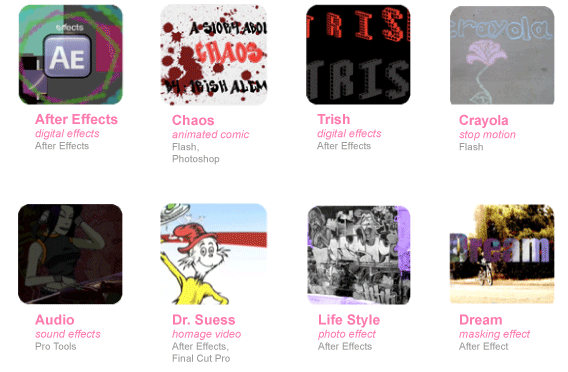 effects
AE
After Effects
digital effects
After Effects
A SHORT
CHAOS
Chaos
animated comic
Flash,
Photoshop
TRIS
TRIS
Trish
digital effects
After Effects
crayola
Crayola
stop motion
Flash
Audio
sound effects
Pro Tools
Dr. Suess
homage video
After Effects,
Final Cut Pro
Life Style
photo effect
After Effects
Dream
Dream
masking effect
After Effect